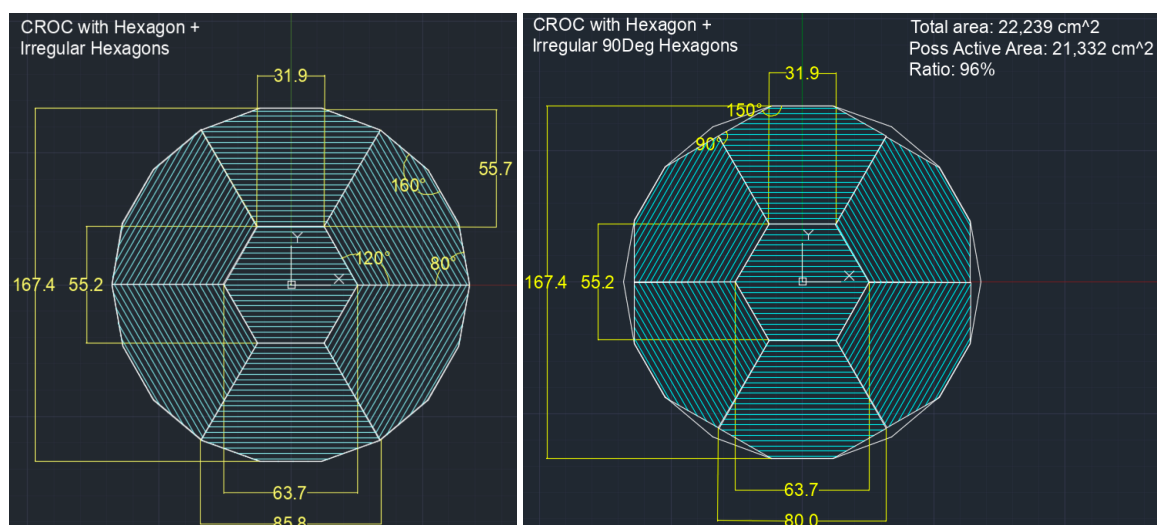 CROC with Hexagon +
Irregular Hexagons
31.9
55.7
160°
Y
120°
80°
X
167.4
55.2
63.7
85.8
CROC with Hexagon +
Irregular 90Deg Hexagons
Total area: 22,239 cm^2
Poss Active Area: 21,332 cm^2
Ratio: 96%
31.9
150°
90°
Y
X
167.4
55.2
63.7
80.0